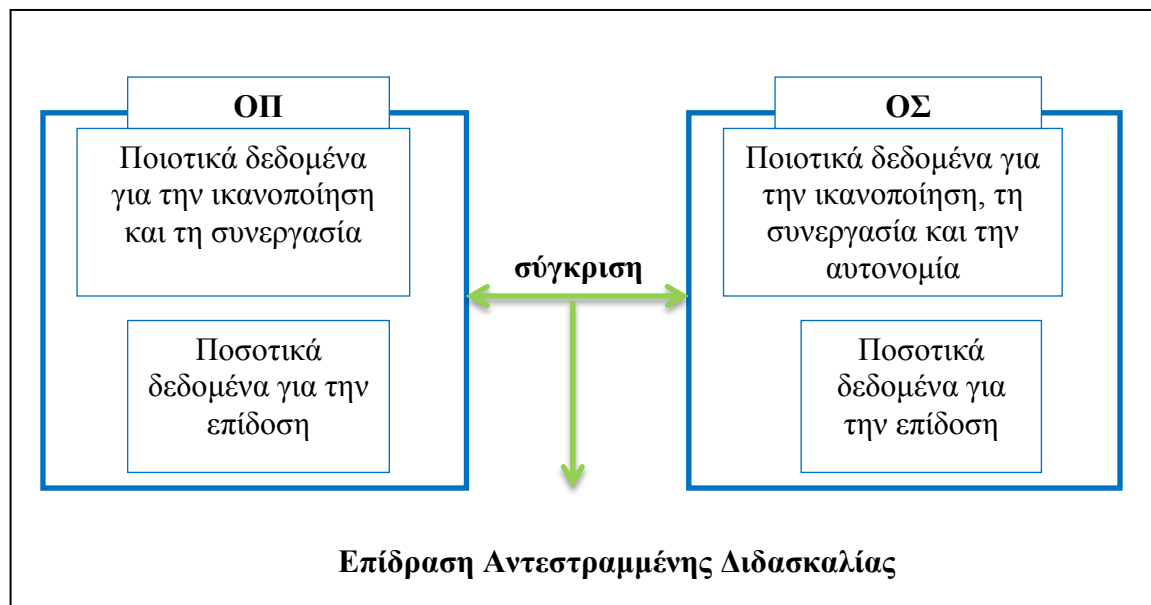 ΟΠ
Ποιοτικά δεδομένα
για την ικανοποίηση
και τη συνεργασία
Ποσοτικά
δεδομένα για την
επίδοση
σύγκριση
ΟΣ
Ποιοτικά δεδομένα για
την ικανοποίηση, τη
συνεργασία και την
αυτονομία
Ποσοτικά
δεδομένα για
την επίδοση
Επίδραση Αντεστραμμένης Διδασκαλίας